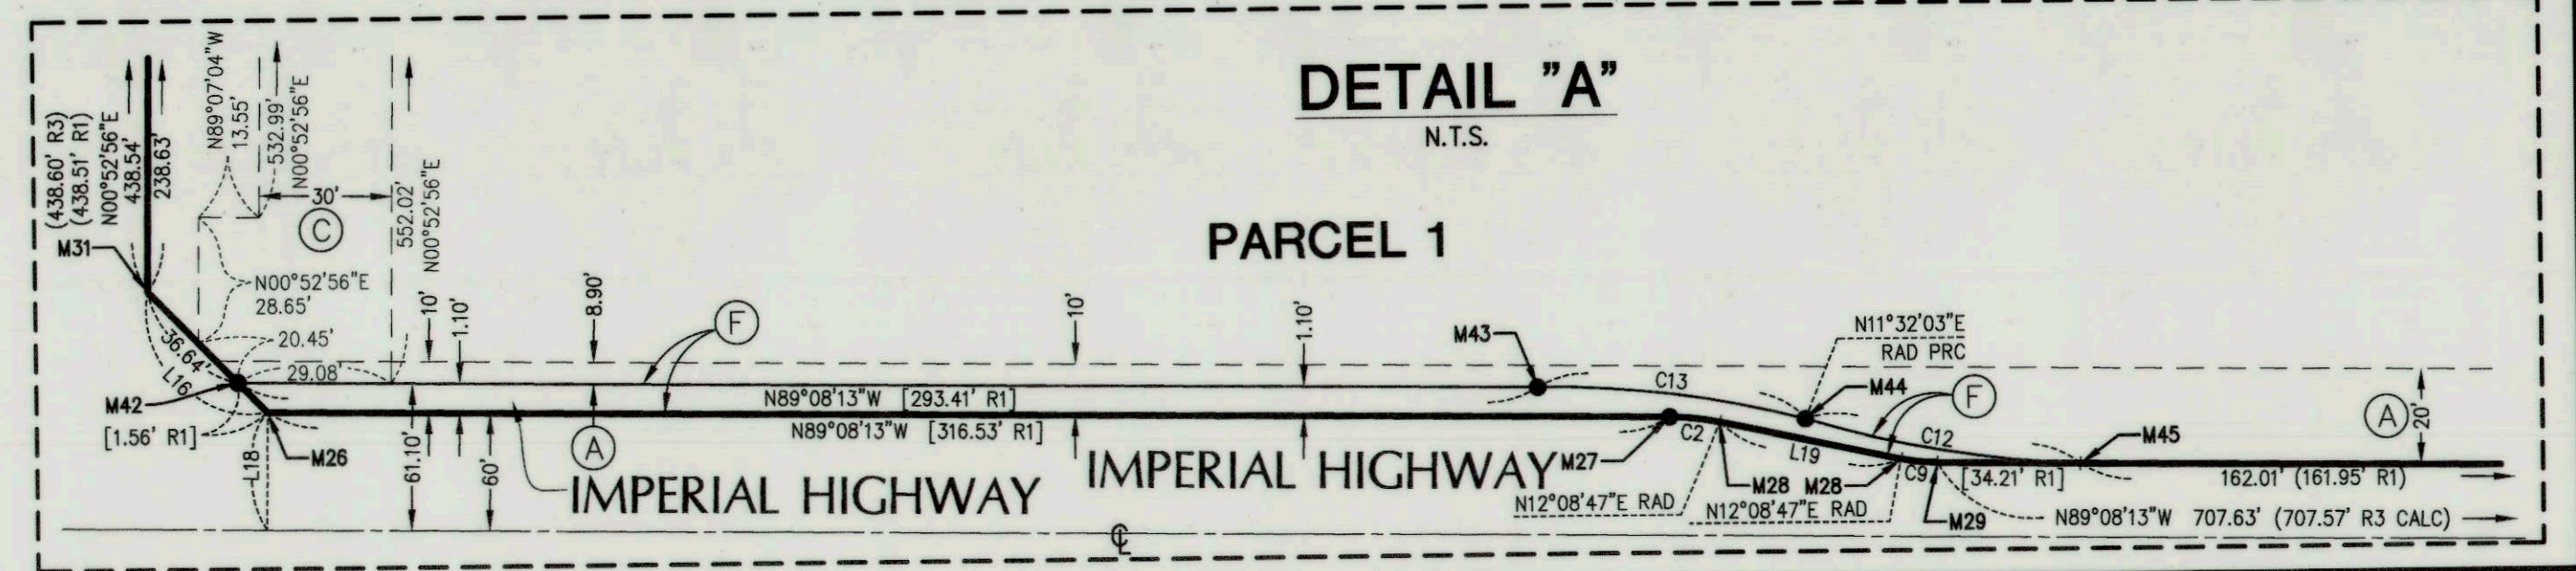 DETAIL "A"
N.T.S.
PARCEL 1
(438.60' R3)
(438.51' R1)
N00°52'56"E
438.54'
238.63'
N89°07'04"W
13.55'
532.99'
N00°52'56"E
30'
C
552.02'
N00°52'56"E
M31
N00°52'56"E
28.65'
36.64'
L16
20.45'
29.08'
M42
[1.56' R1]
L18
M26
10'
1.10'
8.90'
F
10'
1.10'
61.10'
60'
A
N89°08'13"W [293.41' R1]
N89°08'13"W [316.53' R1]
IMPERIAL HIGHWAY
IMPERIAL HIGHWAY
M43
C13
N11°32'03"E
RAD PRC
M44
F
M27
C2
L19
C12
C9
M45
[34.21' R1]
N12°08'47"E RAD
M28
M28
N12°08'47"E RAD
M29
A
20'
162.01' (161.95' R1)
N89°08'13"W 707.63' (707.57' R3 CALC)
℄